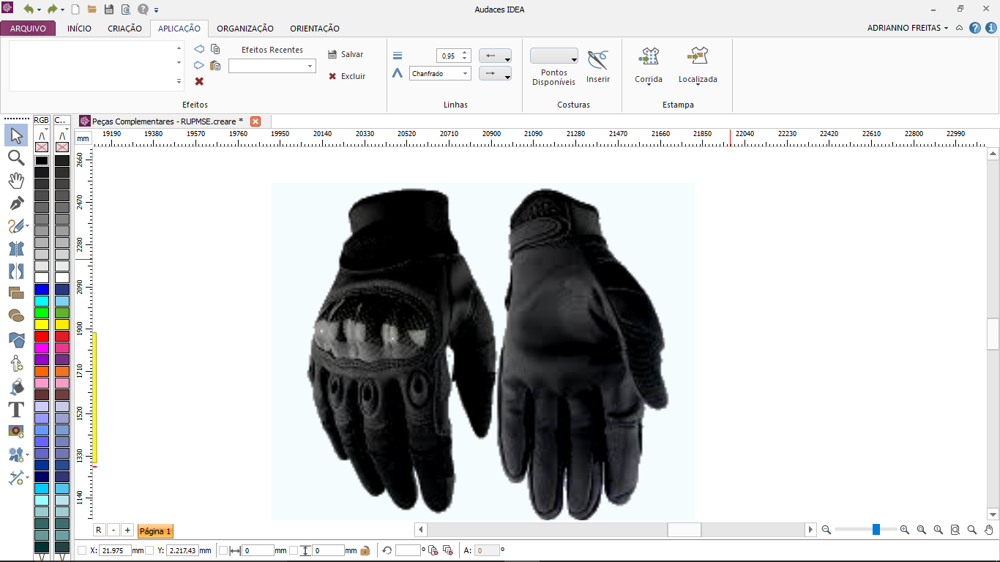 Audaces IDEA
ARQUIVO INÍCIO CRIAÇÃO APLICAÇÃO ORGANIZAÇÃO ORIENTAÇÃO ADRIANNO FREITAS
Efeitos Recentes
Salvar
Excluir
Efeitos
0,95
Chanfrado
Linhas
Pontos
Disponíveis
Inserir
Costuras
Corrida
Localizada
Estampa
RGB C..
Peças Complementares - RUPMSE.creare *
mm
19190 19380 19570 19760 19950 20140 20330 20520 20710 20900 21090 21280 21470 21660 21850 22040 22230 22420 22610 22800 22990
2660
2470
2280
2090
1900
1710
1520
1330
1140
R - + Página 1
X: 21.975 mm Y: 2.217,43 mm 0 mm 0 mm º A: 0 º